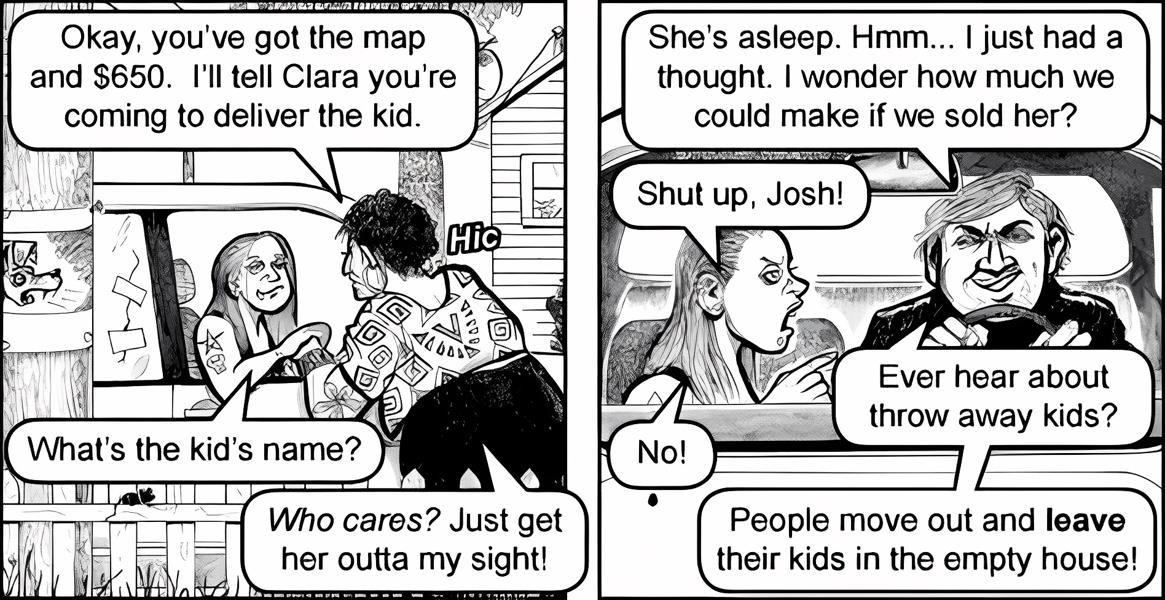 Okay, you've got the map
and $650.  I'll tell Clara you're
coming to deliver the kid.
Hic
What's the kid's name?
Who cares? Just get
her outta my sight!
She's asleep. Hmm... I just had a
thought. I wonder how much we
could make if we sold her?
Shut up, Josh!
Ever hear about
throw away kids?
No!
People move out and leave
their kids in the empty house!